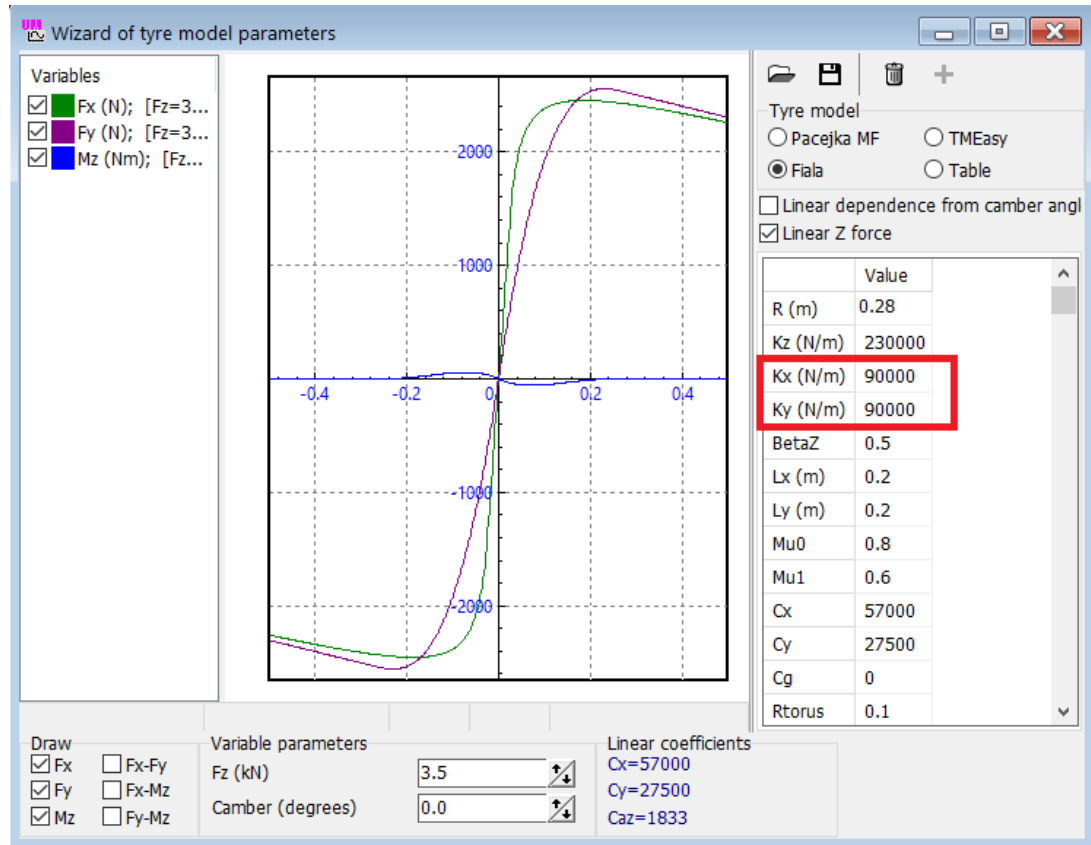 UM Wizard of tyre model parameters
Variables
Fx (N); [Fz=3...
Fy (N); [Fz=3...
Mz (Nm); [Fz...
2000
1000
-0.4 -0.2 0 0.2 0.4
-1000
-2000
Tyre model
Pacejka MF TMEasy
Fiala Table
Linear dependence from camber angl
Linear Z force
Value
R (m) 0.28
Kz (N/m) 230000
Kx (N/m) 90000
Ky (N/m) 90000
BetaZ 0.5
Lx (m) 0.2
Ly (m) 0.2
Mu0 0.8
Mu1 0.6
Cx 57000
Cy 27500
Cg 0
Rtorus 0.1
Draw
Fx Fx-Fy
Fy Fx-Mz
Mz Fy-Mz
Variable parameters
Fz (kN) 3.5
Camber (degrees) 0.0
Linear coefficients
Cx=57000
Cy=27500
Caz=1833